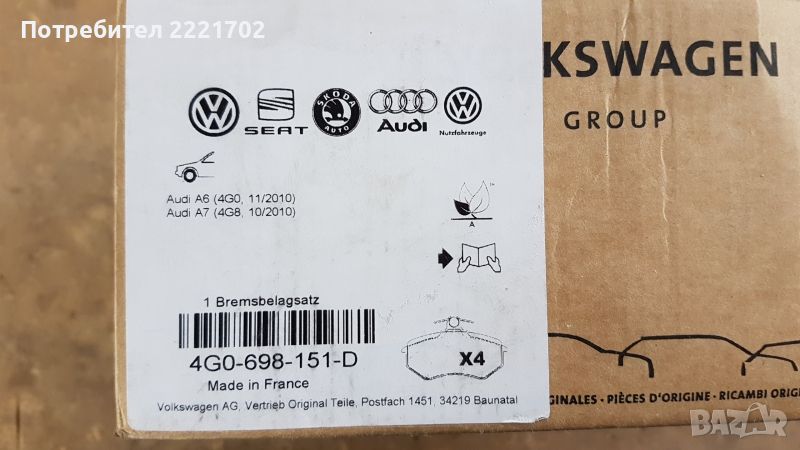 Потребител 2221702
KSWAGEN
GROUP
SEAT
ŠKODA
AUTO
Audi
Nutzfahrzeuge
Audi A6 (4G0, 11/2010)
Audi A7 (4G8, 10/2010)
A
1 Bremsbelagsatz
4G0-698-151-D
X4
Made in France
Volkswagen AG, Vertrieb Original Teile, Postfach 1451, 34219 Baunatal
GINALES · PIÈCES D'ORIGINE · RICAMBI ORIGI
BAZAR